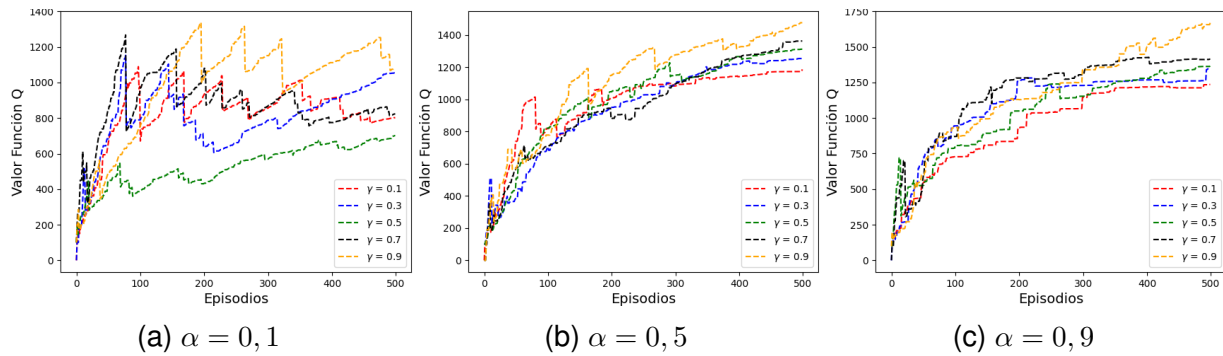 1400
1200
1000
800
600
400
200
0
Valor Función Q
0 100 200 300 400 500
Episodios
γ = 0.1
γ = 0.3
γ = 0.5
γ = 0.7
γ = 0.9
(a) α = 0, 1
1400
1200
1000
800
600
400
200
0
Valor Función Q
0 100 200 300 400 500
Episodios
γ = 0.1
γ = 0.3
γ = 0.5
γ = 0.7
γ = 0.9
(b) α = 0, 5
1750
1500
1250
1000
750
500
250
0
Valor Función Q
0 100 200 300 400 500
Episodios
γ = 0.1
γ = 0.3
γ = 0.5
γ = 0.7
γ = 0.9
(c) α = 0, 9